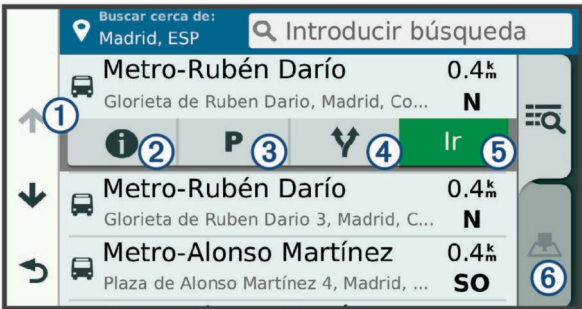 Buscar cerca de:
Madrid, ESP
Introducir búsqueda
Metro-Rubén Darío 0.4km
Glorieta de Ruben Dario, Madrid, Co... N
1
2 P 3 4 Ir 5
Metro-Rubén Darío 0.4km
Glorieta de Ruben Dario 3, Madrid, C... N
Metro-Alonso Martínez 0.4km
Plaza de Alonso Martínez 4, Madrid, ... SO
6